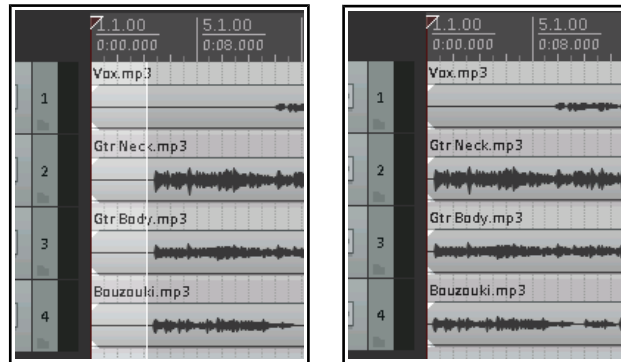 1.1.00 5.1.00
0:00.000 0:08.000
Vox.mp3
1
Gtr Neck.mp3
2
Gtr Body.mp3
3
Bouzouki.mp3
4
1.1.00 5.1.00
0:00.000 0:08.000
Vox.mp3
1
Gtr Neck.mp3
2
Gtr Body.mp3
3
Bouzouki.mp3
4